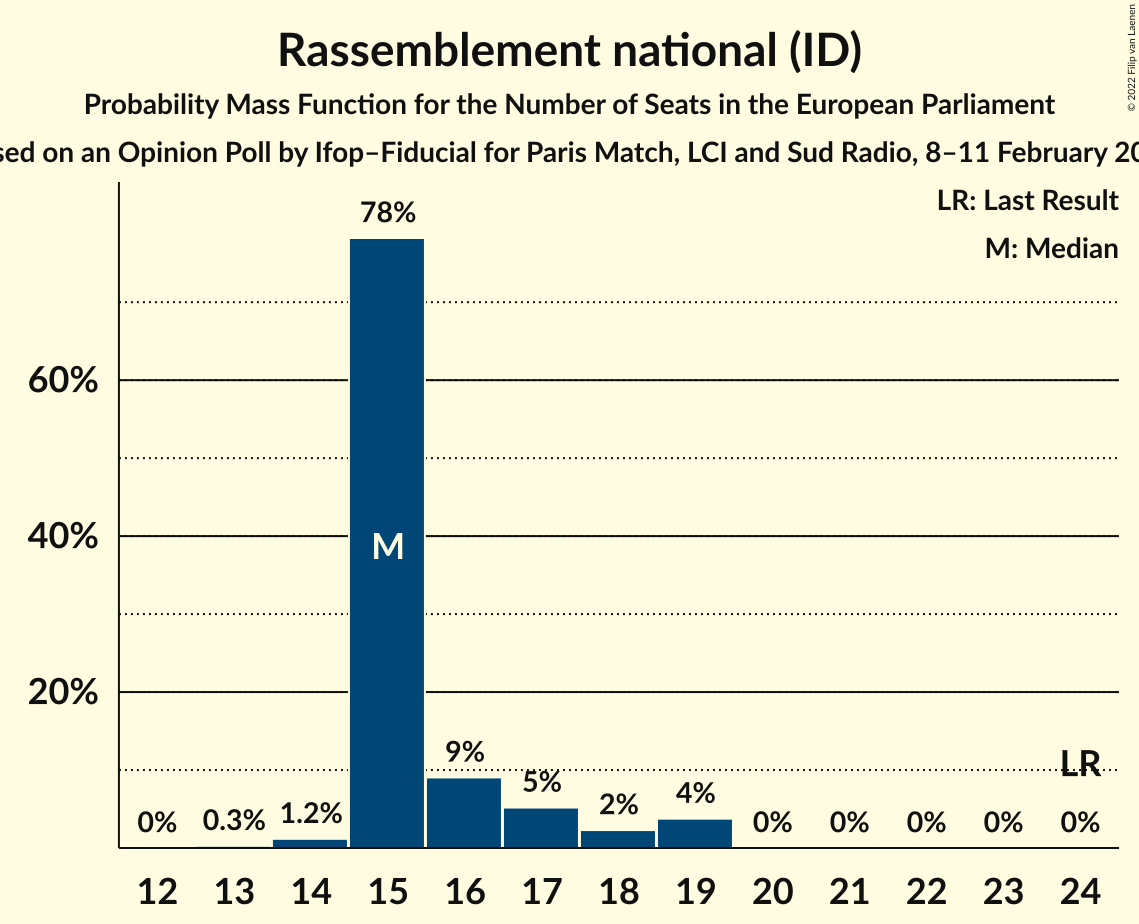 Rassemblement national (ID)
Probability Mass Function for the Number of Seats in the European Parliament
on an Opinion Poll by Ifop–Fiducial for Paris Match, LCI and Sud Radio, 8–11 February
© 2022 Filip van Laenen
LR: Last Result
M: Median
78%
60%
40%
M
20%
9%
5%
LR
0%
0.3%
1.2%
2%
4%
0%
0%
0%
0%
0%
12 13 14 15 16 17 18 19 20 21 22 23 24